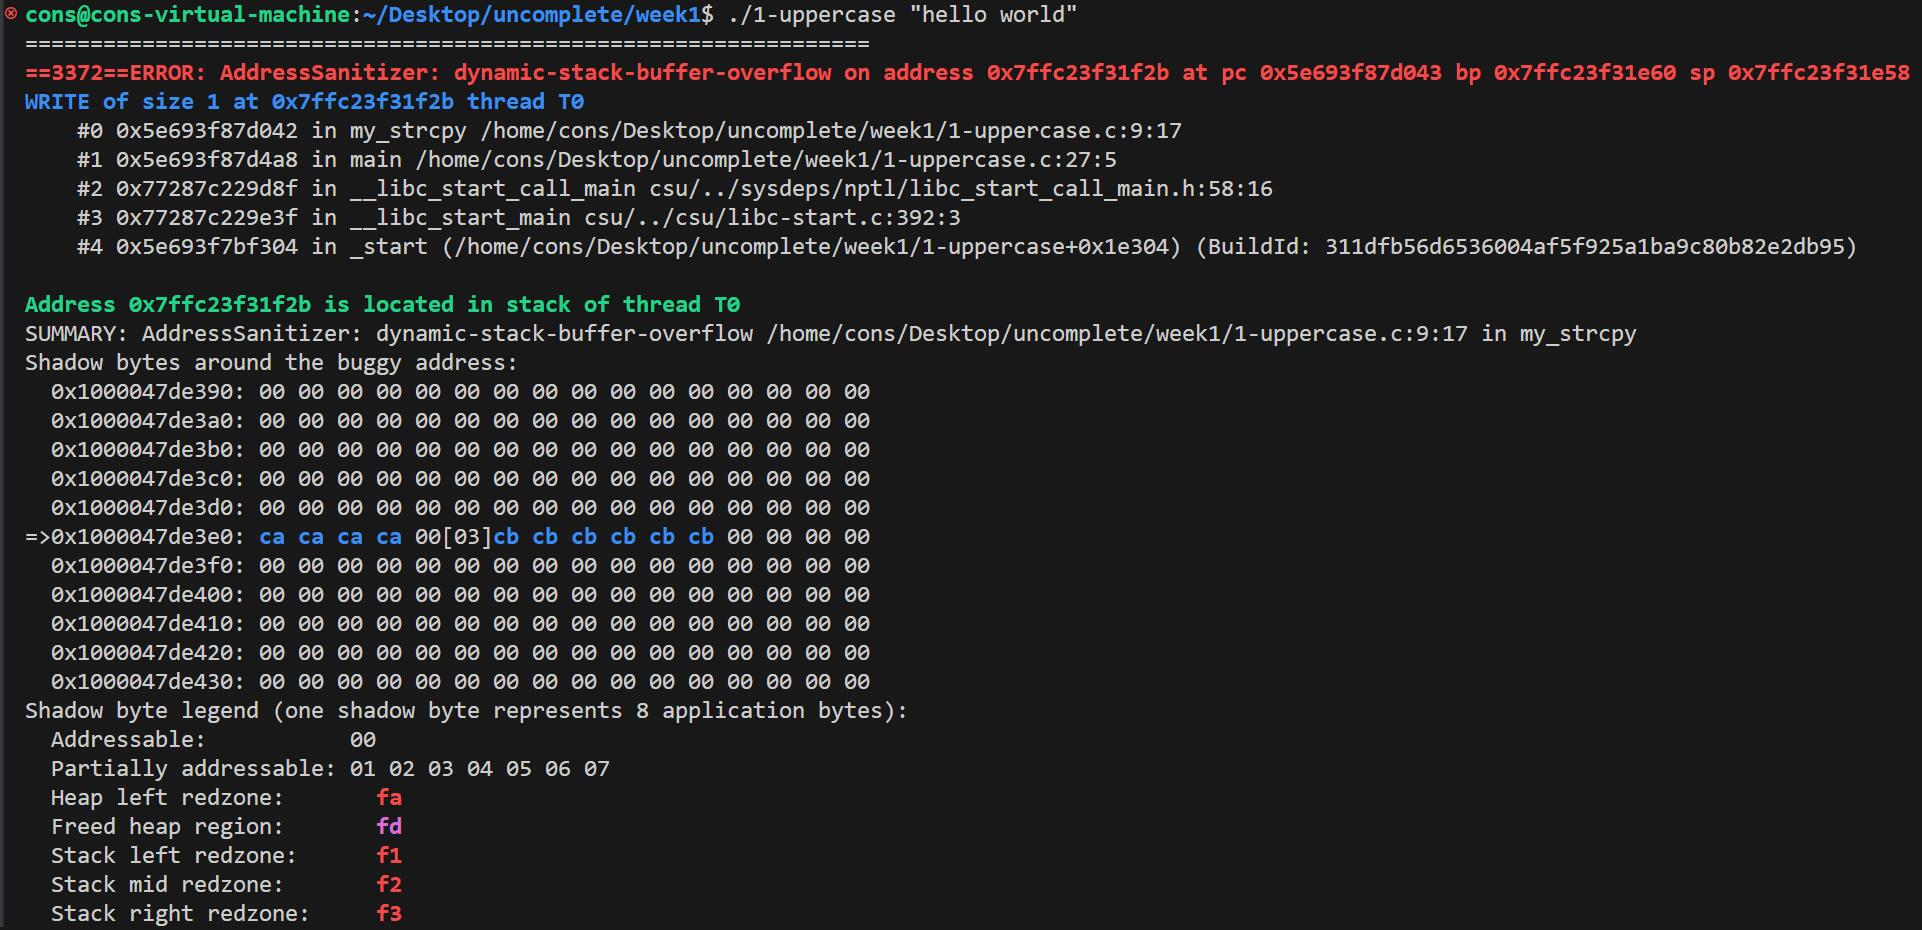 cons@cons-virtual-machine:~/Desktop/uncomplete/week1$ ./1-uppercase "hello world"
=================================================================
==3372==ERROR: AddressSanitizer: dynamic-stack-buffer-overflow on address 0x7ffc23f31f2b at pc 0x5e693f87d043 bp 0x7ffc23f31e60 sp 0x7ffc23f31e58
WRITE of size 1 at 0x7ffc23f31f2b thread T0
    #0 0x5e693f87d042 in my_strcpy /home/cons/Desktop/uncomplete/week1/1-uppercase.c:9:17
    #1 0x5e693f87d4a8 in main /home/cons/Desktop/uncomplete/week1/1-uppercase.c:27:5
    #2 0x77287c229d8f in __libc_start_call_main csu/../sysdeps/nptl/libc_start_call_main.h:58:16
    #3 0x77287c229e3f in __libc_start_main csu/../csu/libc-start.c:392:3
    #4 0x5e693f7bf304 in _start (/home/cons/Desktop/uncomplete/week1/1-uppercase+0x1e304) (BuildId: 311dfb56d6536004af5f925a1ba9c80b82e2db95)

Address 0x7ffc23f31f2b is located in stack of thread T0
SUMMARY: AddressSanitizer: dynamic-stack-buffer-overflow /home/cons/Desktop/uncomplete/week1/1-uppercase.c:9:17 in my_strcpy
Shadow bytes around the buggy address:
  0x1000047de390: 00 00 00 00 00 00 00 00 00 00 00 00 00 00 00 00
  0x1000047de3a0: 00 00 00 00 00 00 00 00 00 00 00 00 00 00 00 00
  0x1000047de3b0: 00 00 00 00 00 00 00 00 00 00 00 00 00 00 00 00
  0x1000047de3c0: 00 00 00 00 00 00 00 00 00 00 00 00 00 00 00 00
  0x1000047de3d0: 00 00 00 00 00 00 00 00 00 00 00 00 00 00 00 00
=>0x1000047de3e0: ca ca ca ca 00[03]cb cb cb cb cb cb 00 00 00 00
  0x1000047de3f0: 00 00 00 00 00 00 00 00 00 00 00 00 00 00 00 00
  0x1000047de400: 00 00 00 00 00 00 00 00 00 00 00 00 00 00 00 00
  0x1000047de410: 00 00 00 00 00 00 00 00 00 00 00 00 00 00 00 00
  0x1000047de420: 00 00 00 00 00 00 00 00 00 00 00 00 00 00 00 00
  0x1000047de430: 00 00 00 00 00 00 00 00 00 00 00 00 00 00 00 00
Shadow byte legend (one shadow byte represents 8 application bytes):
  Addressable:           00
  Partially addressable: 01 02 03 04 05 06 07
  Heap left redzone:       fa
  Freed heap region:       fd
  Stack left redzone:      f1
  Stack mid redzone:       f2
  Stack right redzone:     f3